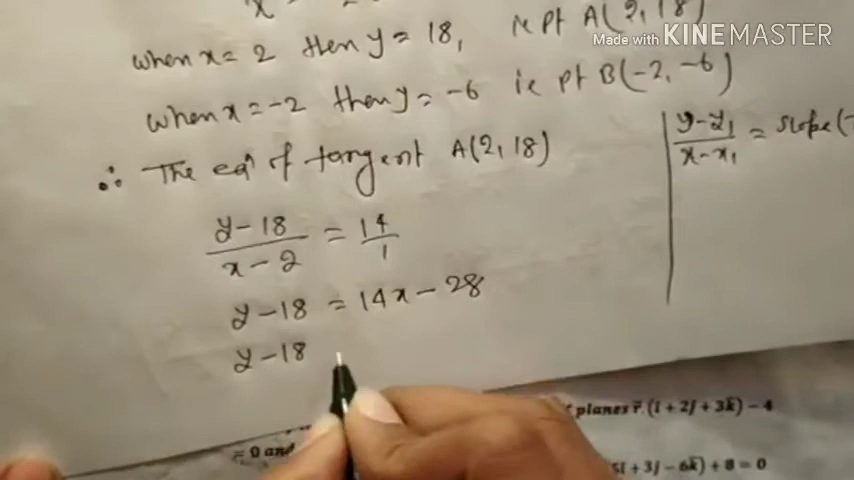 x = 2
when x = 2 then y = 18, ie pt A(2, 18)
Made with KINEMASTER
when x = -2 then y = -6 ie pt B(-2, -6)
∴ The eqn of tangent A(2, 18)
y - y1 / x - x1 = slope(
y - 18 / x - 2 = 14 / 1
y - 18 = 14x - 28
y - 18
planes r̄. (i + 2j + 3k) - 4
= 0 and
5i + 3j - 6k) + 8 = 0